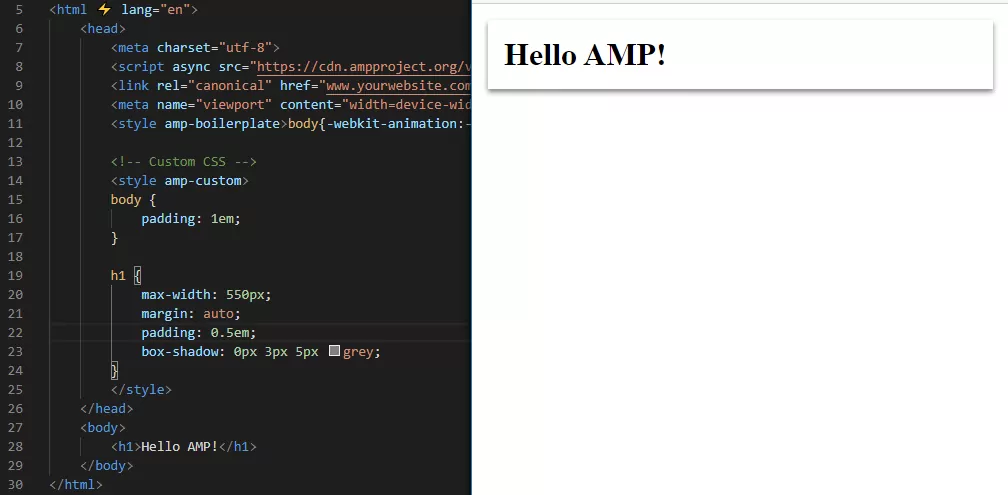 5 <html ⚡ lang="en">
6 <head>
7 <meta charset="utf-8">
8 <script async src="https://cdn.ampproject.org/v
9 <link rel="canonical" href="www.yourwebsite.com
10 <meta name="viewport" content="width=device-wid
11 <style amp-boilerplate>body{-webkit-animation:-
12
13 <!-- Custom CSS -->
14 <style amp-custom>
15 body {
16 padding: 1em;
17 }
18
19 h1 {
20 max-width: 550px;
21 margin: auto;
22 padding: 0.5em;
23 box-shadow: 0px 3px 5px grey;
24 }
25 </style>
26 </head>
27 <body>
28 <h1>Hello AMP!</h1>
29 </body>
30 </html>
Hello AMP!